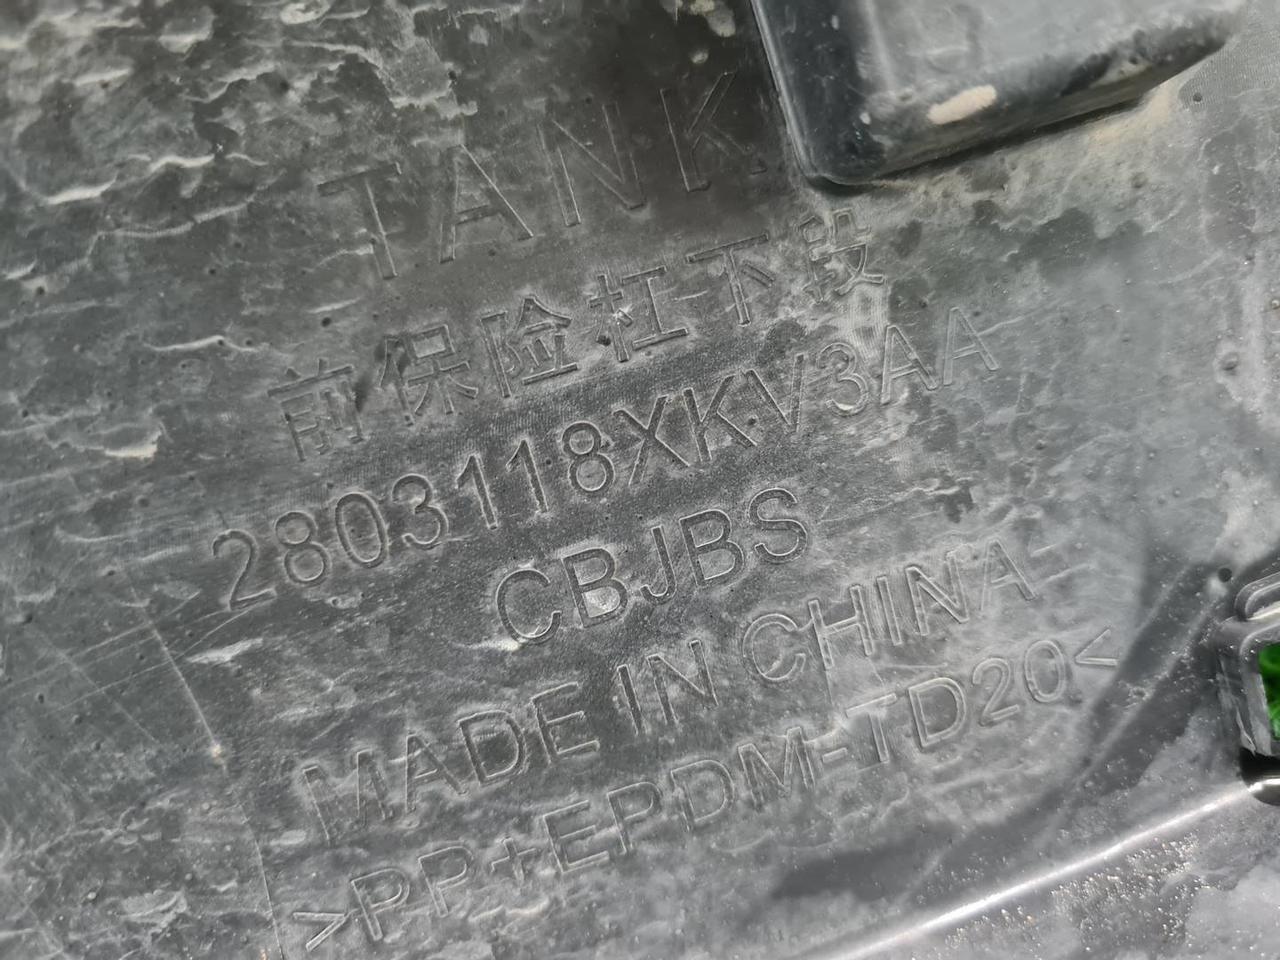 TANK
前保险杠下段
2803118XKV3AA
CBJBS
MADE IN CHINA
>PP+EPDM-TD20<